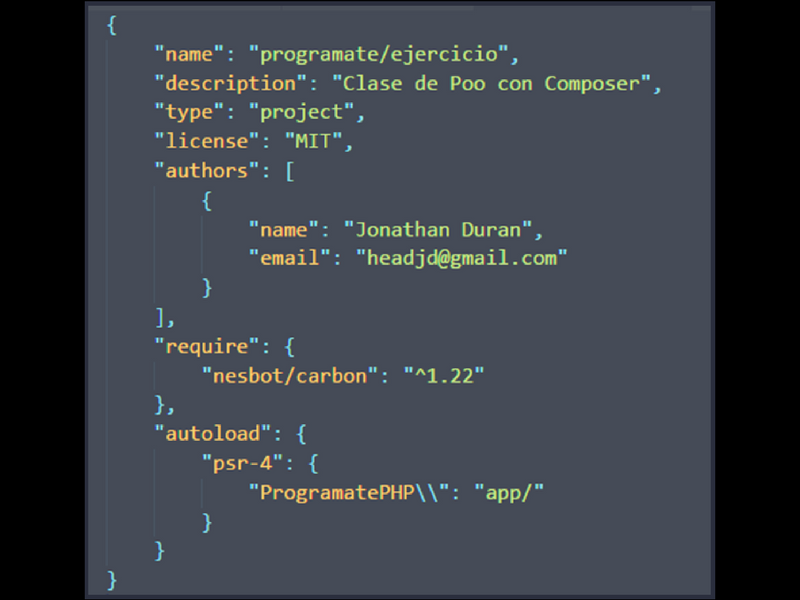 {
"name": "programate/ejercicio",
"description": "Clase de Poo con Composer",
"type": "project",
"license": "MIT",
"authors": [
{
"name": "Jonathan Duran",
"email": "headjd@gmail.com"
}
],
"require": {
"nesbot/carbon": "^1.22"
},
"autoload": {
"psr-4": {
"ProgramatePHP\\": "app/"
}
}
}